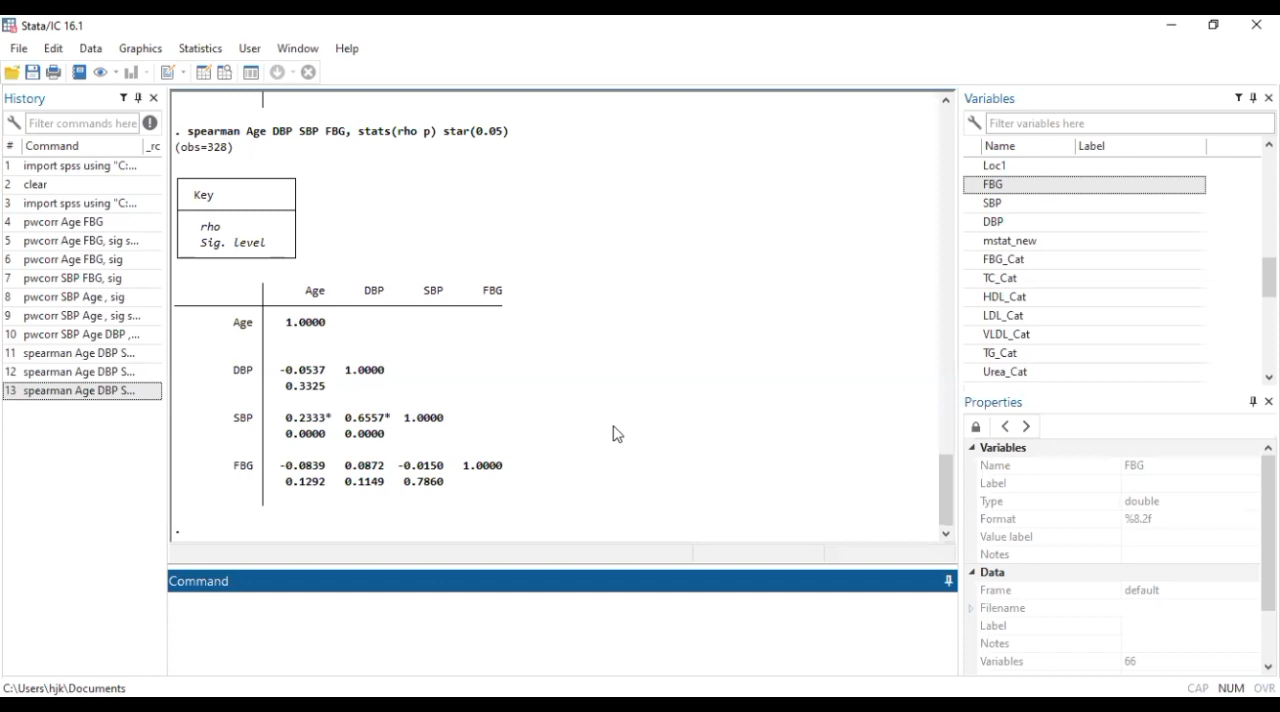 Stata/IC 16.1
File Edit Data Graphics Statistics User Window Help
History
Filter commands here
# Command _rc
1 import spss using "C:...
2 clear
3 import spss using "C:...
4 pwcorr Age FBG
5 pwcorr Age FBG, sig s...
6 pwcorr Age FBG, sig
7 pwcorr SBP FBG, sig
8 pwcorr SBP Age , sig
9 pwcorr SBP Age , sig s...
10 pwcorr SBP Age DBP ,...
11 spearman Age DBP S...
12 spearman Age DBP S...
13 spearman Age DBP S...
. spearman Age DBP SBP FBG, stats(rho p) star(0.05)
(obs=328)
Key
rho
Sig. level
Age DBP SBP FBG
Age 1.0000
DBP -0.0537 1.0000
0.3325
SBP 0.2333* 0.6557* 1.0000
0.0000 0.0000
FBG -0.0839 0.0872 -0.0150 1.0000
0.1292 0.1149 0.7860
.
Command
Variables
Filter variables here
Name Label
Loc1
FBG
SBP
DBP
mstat_new
FBG_Cat
TC_Cat
HDL_Cat
LDL_Cat
VLDL_Cat
TG_Cat
Urea_Cat
Properties
Variables
Name FBG
Label
Type double
Format %8.2f
Value label
Notes
Data
Frame default
Filename
Label
Notes
Variables 66
C:\Users\hjk\Documents
CAP NUM OVR